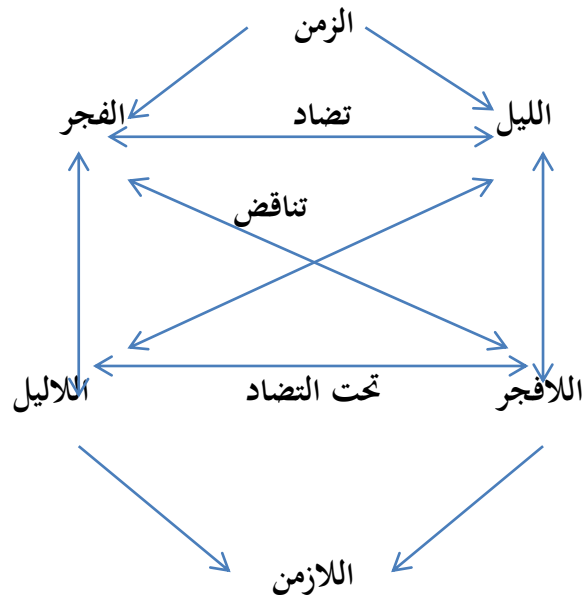 الزمن
الليل
تضاد
الفجر
تناقض
اللافجر
تحت التضاد
اللاليل
اللازمن